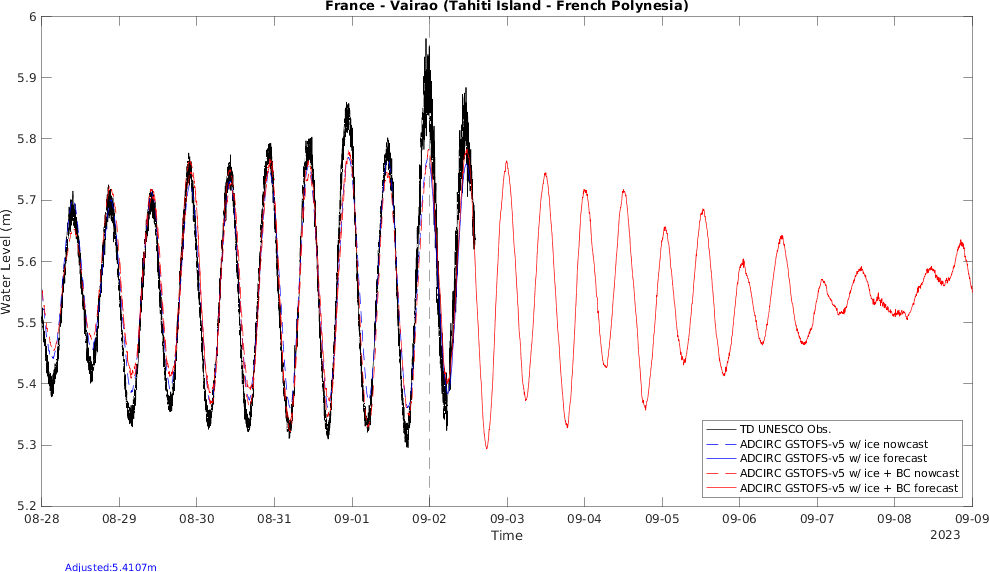 France - Vairao (Tahiti Island - French Polynesia)
6
5.9
5.8
5.7
5.6
5.5
5.4
5.3
5.2
Water Level (m)
TD UNESCO Obs.
ADCIRC GSTOFS-v5 w/ ice nowcast
ADCIRC GSTOFS-v5 w/ ice forecast
ADCIRC GSTOFS-v5 w/ ice + BC nowcast
ADCIRC GSTOFS-v5 w/ ice + BC forecast
08-28 08-29 08-30 08-31 09-01 09-02 09-03 09-04 09-05 09-06 09-07 09-08 09-09
Time
2023
Adjusted:5.4107m